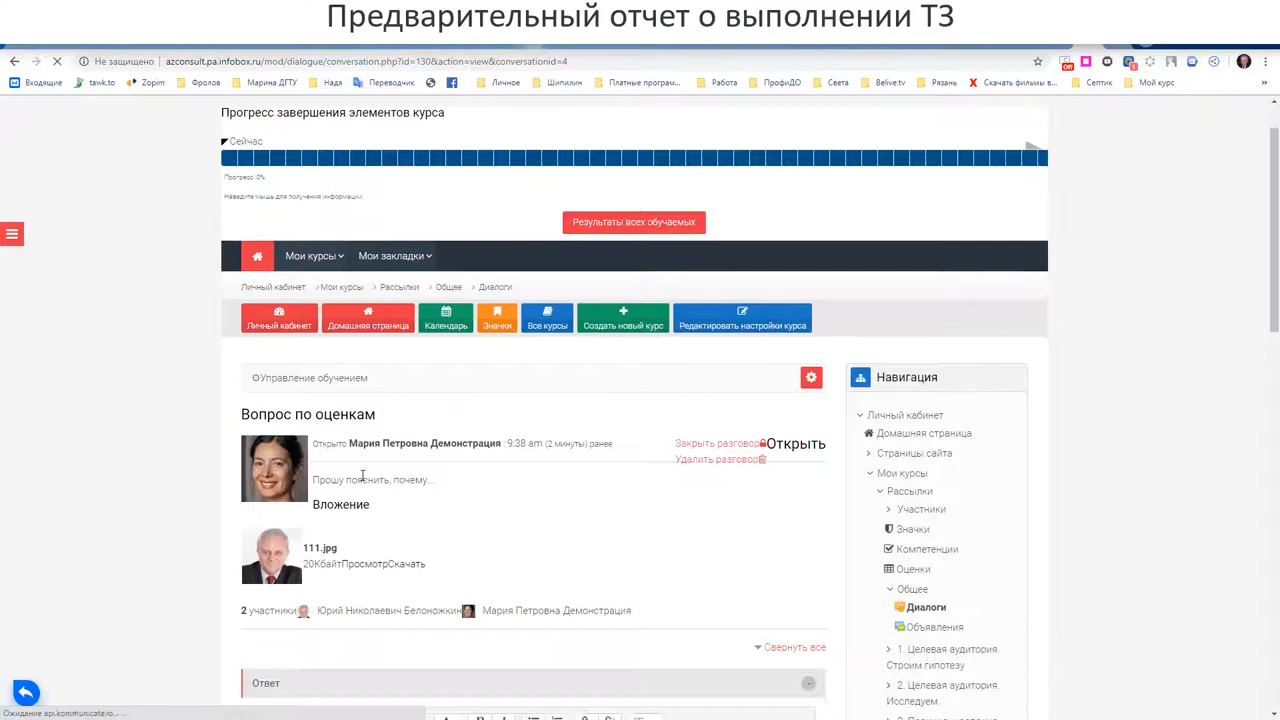 Предварительный отчет о выполнении ТЗ
Не защищено azconsult.pa.infobox.ru/mod/dialogue/conversation.php?id=130&action=view&conversationid=4
Входящие tawk.to Zopim Фролов Марина ДГТУ Надя Переводчик Личное Шипилин Платные програм... Работа ПрофиДО Света Belive.tv Рязань Скачать фильмы в... Септик Мой курс »
Off
Прогресс завершения элементов курса
Сейчас
Прогресс: 0%
Наведите мышь для получения информации.
Результаты всех обучаемых
Мои курсы Мои закладки
Личный кабинет › Мои курсы › Рассылки › Общее › Диалоги
Личный кабинет Домашняя страница Календарь Значки Все курсы Создать новый курс Редактировать настройки курса
Управление обучением
Вопрос по оценкам
Открыто Мария Петровна Демонстрация : 9:38 am (2 минуты) ранее
Закрыть разговор Открыть
Удалить разговор
Прошу пояснить, почему...
Вложение
111.jpg
20КбайтПросмотрСкачать
2 участники Юрий Николаевич Белоножкин Мария Петровна Демонстрация
Свернуть всё
Ответ
Навигация
Личный кабинет
Домашняя страница
Страницы сайта
Мои курсы
Рассылки
Участники
Значки
Компетенции
Оценки
Общее
Диалоги
Объявления
1. Целевая аудитория.
Строим гипотезу
2. Целевая аудитория.
Исследуем.
Ожидание api.kommunicate.io...